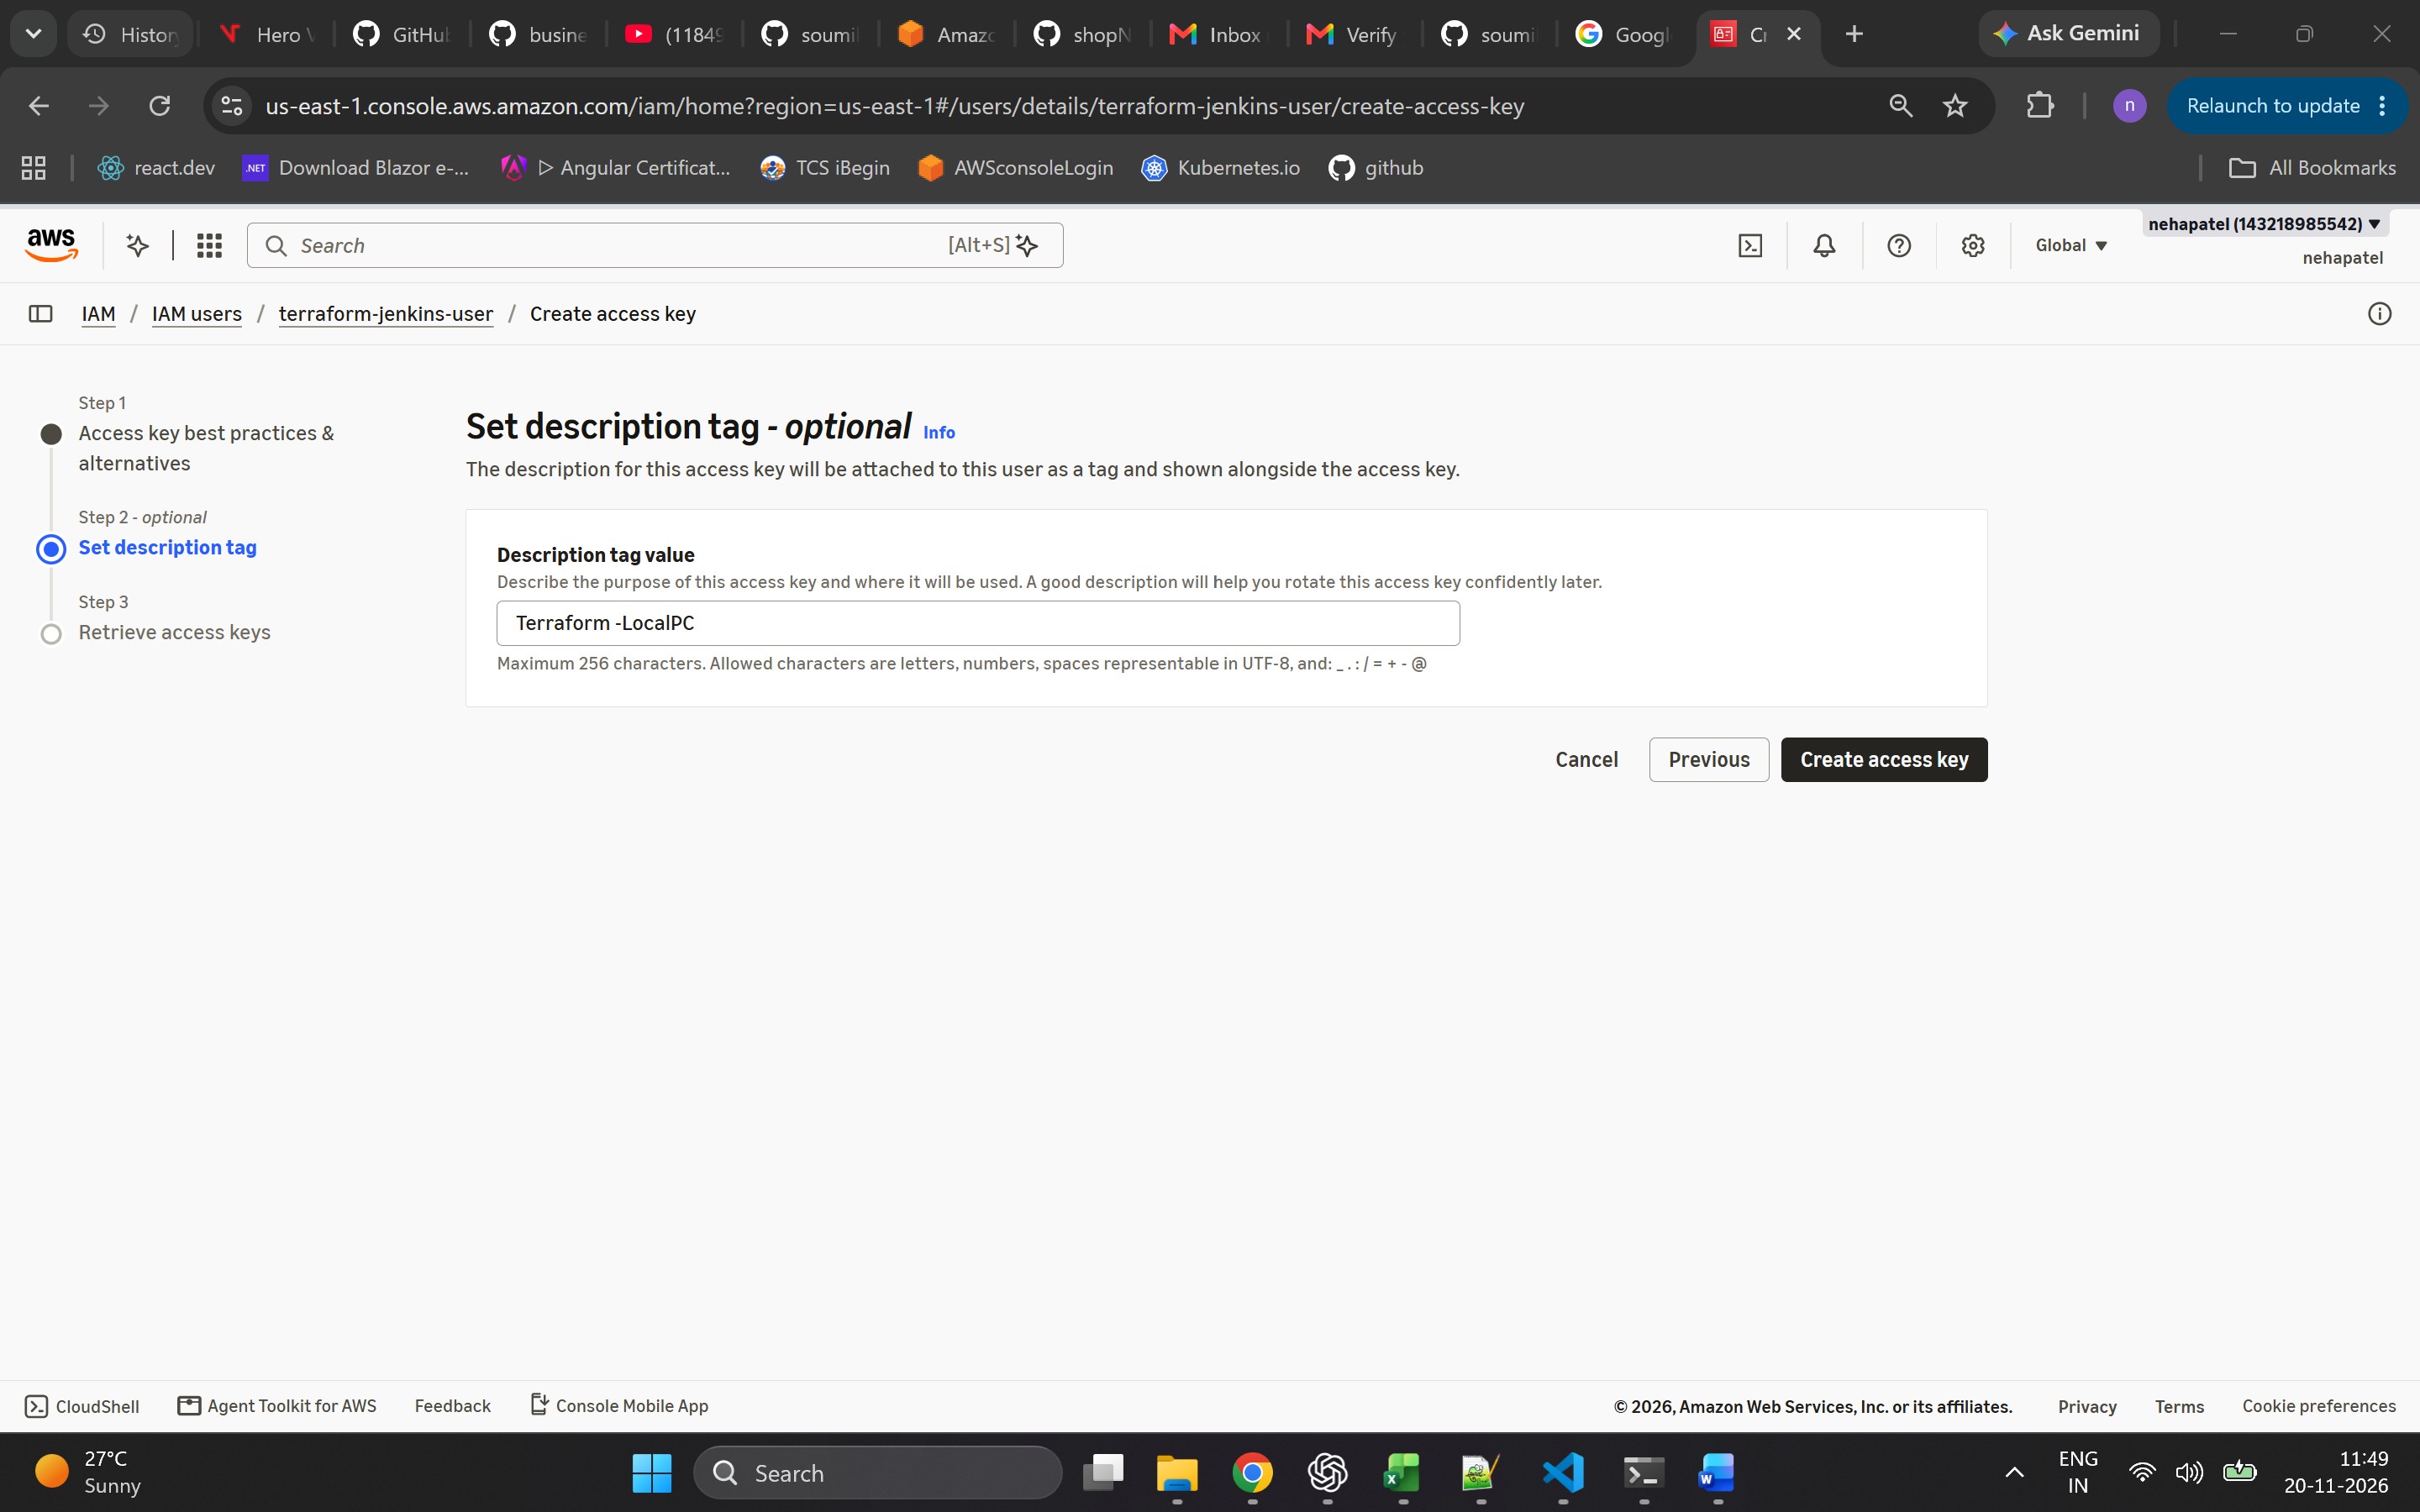 Histor
Hero V
GitHu
busine
(11849
soumil
Amazo
shopN
Inbox
Verify
soumi
Googl
Cr
Ask Gemini
us-east-1.console.aws.amazon.com/iam/home?region=us-east-1#/users/details/terraform-jenkins-user/create-access-key
n
Relaunch to update
react.dev
.NET
Download Blazor e-...
▷ Angular Certificat...
TCS iBegin
AWSconsoleLogin
Kubernetes.io
github
All Bookmarks
aws
Search
[Alt+S]
Global
nehapatel (143218985542)
nehapatel
IAM / IAM users / terraform-jenkins-user / Create access key
Step 1
Access key best practices &
alternatives
Step 2 - optional
Set description tag
Step 3
Retrieve access keys
Set description tag - optional Info
The description for this access key will be attached to this user as a tag and shown alongside the access key.
Description tag value
Describe the purpose of this access key and where it will be used. A good description will help you rotate this access key confidently later.
Terraform -LocalPC
Maximum 256 characters. Allowed characters are letters, numbers, spaces representable in UTF-8, and: _ . : / = + - @
Cancel
Previous
Create access key
CloudShell
Agent Toolkit for AWS
Feedback
Console Mobile App
© 2026, Amazon Web Services, Inc. or its affiliates.
Privacy
Terms
Cookie preferences
27°C
Sunny
Search
ENG
IN
11:49
20-11-2026